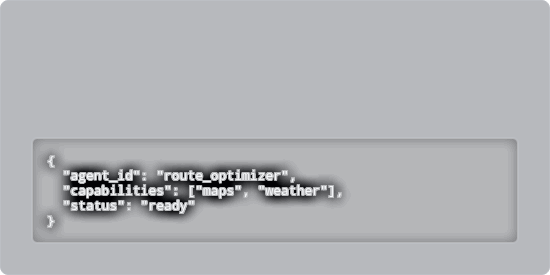 {
  "agent_id": "route_optimizer",
  "capabilities": ["maps", "weather"],
  "status": "ready"
}